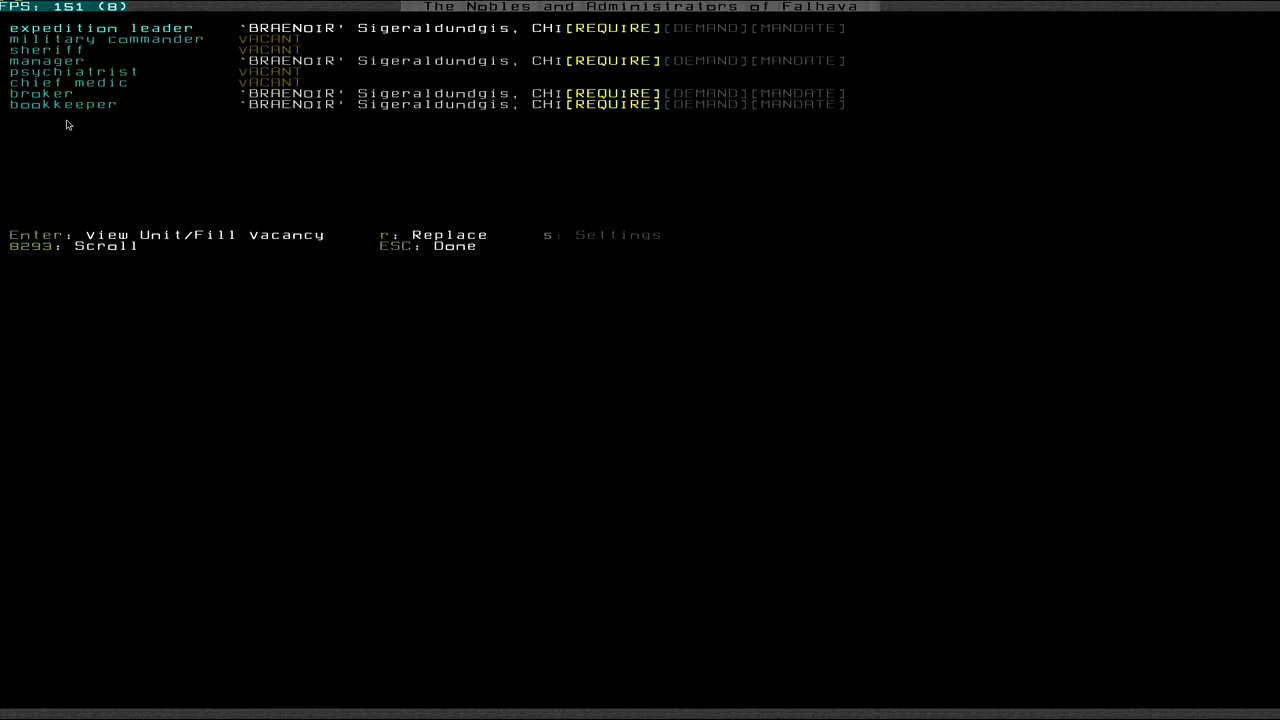 FPS: 151 (8)
The Nobles and Administrators of Falhava
expedition leader `BRAENOIR' Sigeraldundgis, CHI[REQUIRE][DEMAND][MANDATE]
military commander VACANT
sheriff VACANT
manager `BRAENOIR' Sigeraldundgis, CHI[REQUIRE][DEMAND][MANDATE]
psychiatrist VACANT
chief medic VACANT
broker `BRAENOIR' Sigeraldundgis, CHI[REQUIRE][DEMAND][MANDATE]
bookkeeper `BRAENOIR' Sigeraldundgis, CHI[REQUIRE][DEMAND][MANDATE]
Enter: View Unit/Fill Vacancy r: Replace s: Settings
8293: Scroll ESC: Done